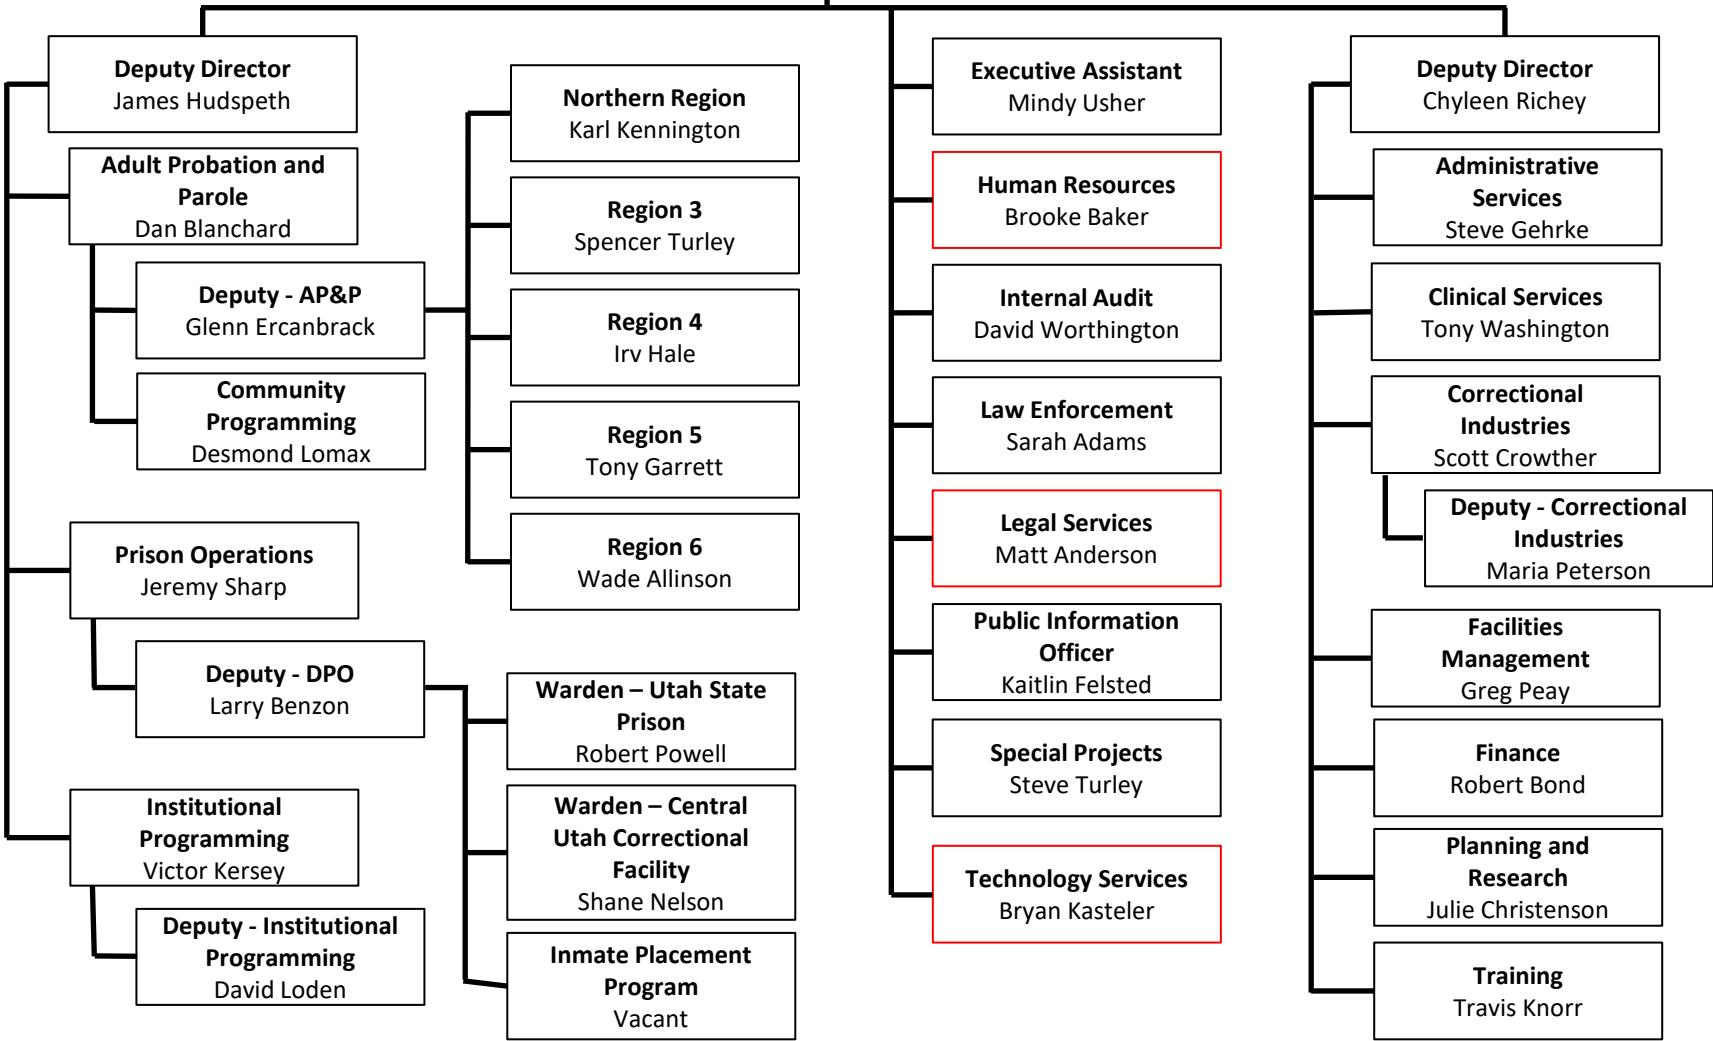 Deputy Director
James Hudspeth
Adult Probation and
Parole
Dan Blanchard
Deputy - AP&P
Glenn Ercanbrack
Community
Programming
Desmond Lomax
Prison Operations
Jeremy Sharp
Deputy - DPO
Larry Benzon
Institutional
Programming
Victor Kersey
Deputy - Institutional
Programming
David Loden
Northern Region
Karl Kennington
Region 3
Spencer Turley
Region 4
Irv Hale
Region 5
Tony Garrett
Region 6
Wade Allinson
Warden – Utah State
Prison
Robert Powell
Warden – Central
Utah Correctional
Facility
Shane Nelson
Inmate Placement
Program
Vacant
Executive Assistant
Mindy Usher
Human Resources
Brooke Baker
Internal Audit
David Worthington
Law Enforcement
Sarah Adams
Legal Services
Matt Anderson
Public Information
Officer
Kaitlin Felsted
Special Projects
Steve Turley
Technology Services
Bryan Kasteler
Deputy Director
Chyleen Richey
Administrative
Services
Steve Gehrke
Clinical Services
Tony Washington
Correctional
Industries
Scott Crowther
Deputy - Correctional
Industries
Maria Peterson
Facilities
Management
Greg Peay
Finance
Robert Bond
Planning and
Research
Julie Christenson
Training
Travis Knorr